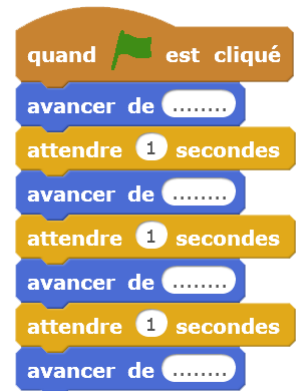 quand est cliqué
avancer de ........
attendre 1 secondes
avancer de ........
attendre 1 secondes
avancer de ........
attendre 1 secondes
avancer de ........